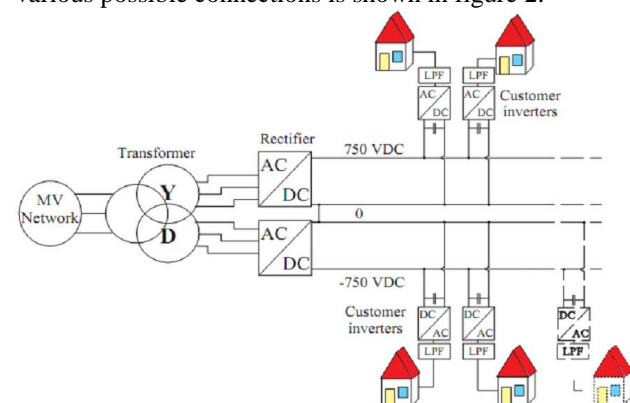 various possible connections is shown in figure 2.
LPF LPF
AC DC AC DC
Customer
inverters
Rectifier
750 VDC
Transformer
AC
DC
Y
MV
Network
0
D
AC
DC
-750 VDC
Customer
inverters
DC AC DC AC DC AC
LPF LPF LPF